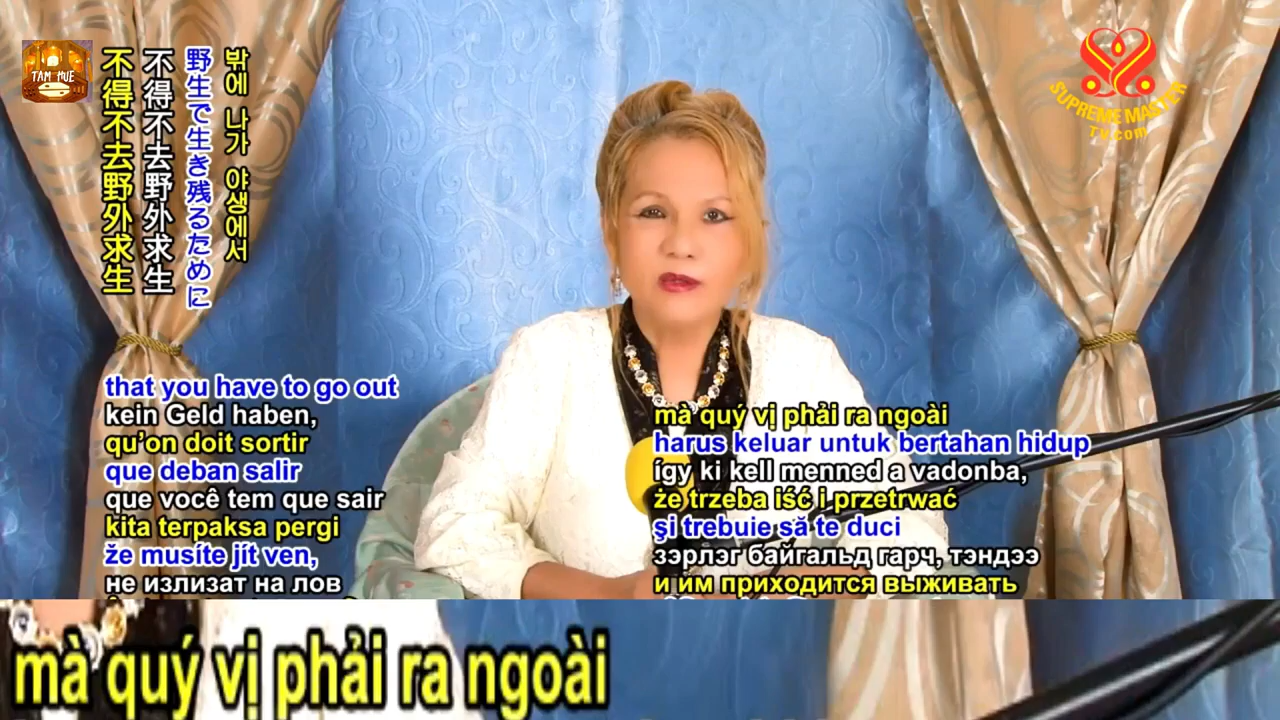 TAM HUE
不得不去野外求生
不得不去野外求生
野生で生き残るために
밖에 나가 야생에서
SUPREME MASTER
TV.com
that you have to go out
kein Geld haben,
qu’on doit sortir
que deban salir
que você tem que sair
kita terpaksa pergi
že musíte jít ven,
не излизат на лов
mà quý vị phải ra ngoài
harus keluar untuk bertahan hidup
így ki kell menned a vadonba,
że trzeba iść i przetrwać
şi trebuie să te duci
зэрлэг байгальд гарч, тэндээ
и им приходится выживать
mà quý vị phải ra ngoài